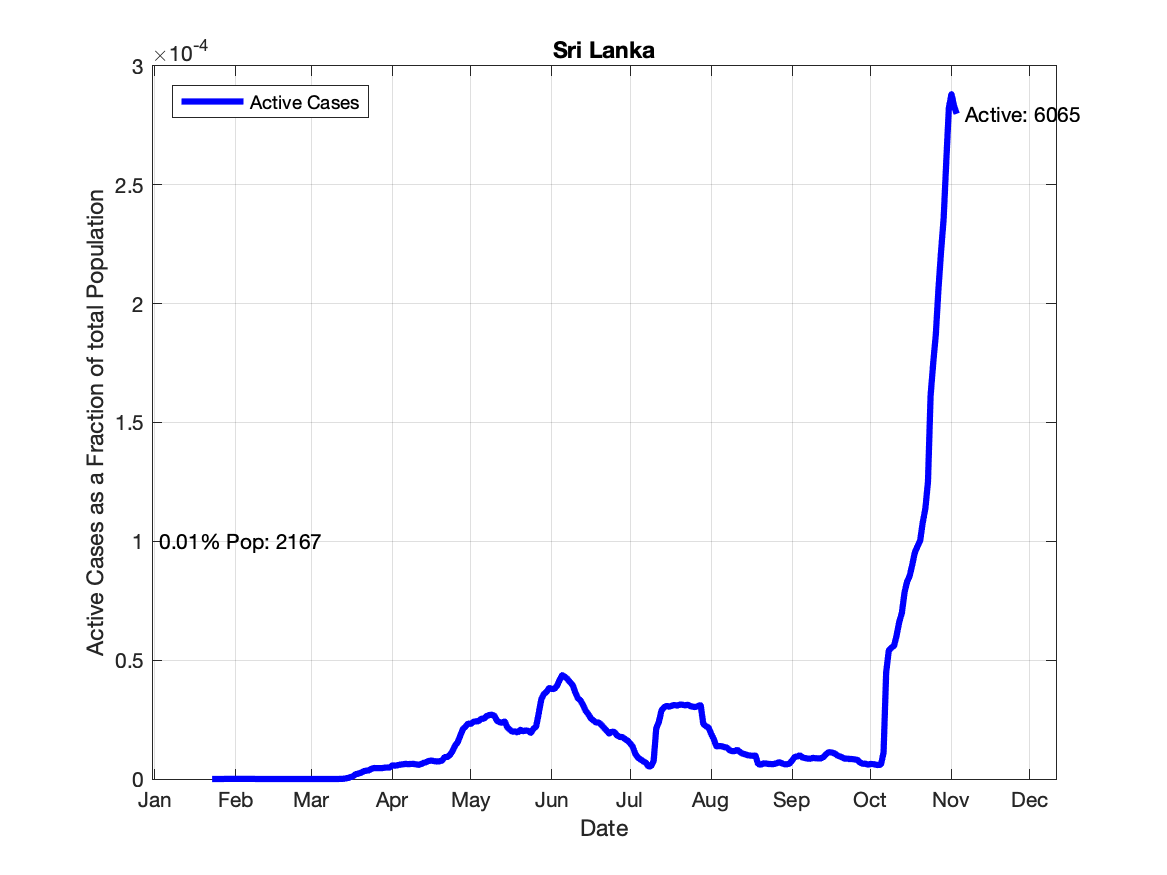 Sri Lanka
×10⁻⁴
Active Cases
Active: 6065
0.01% Pop: 2167
3
2.5
2
1.5
1
0.5
0
Active Cases as a Fraction of total Population
Jan Feb Mar Apr May Jun Jul Aug Sep Oct Nov Dec
Date